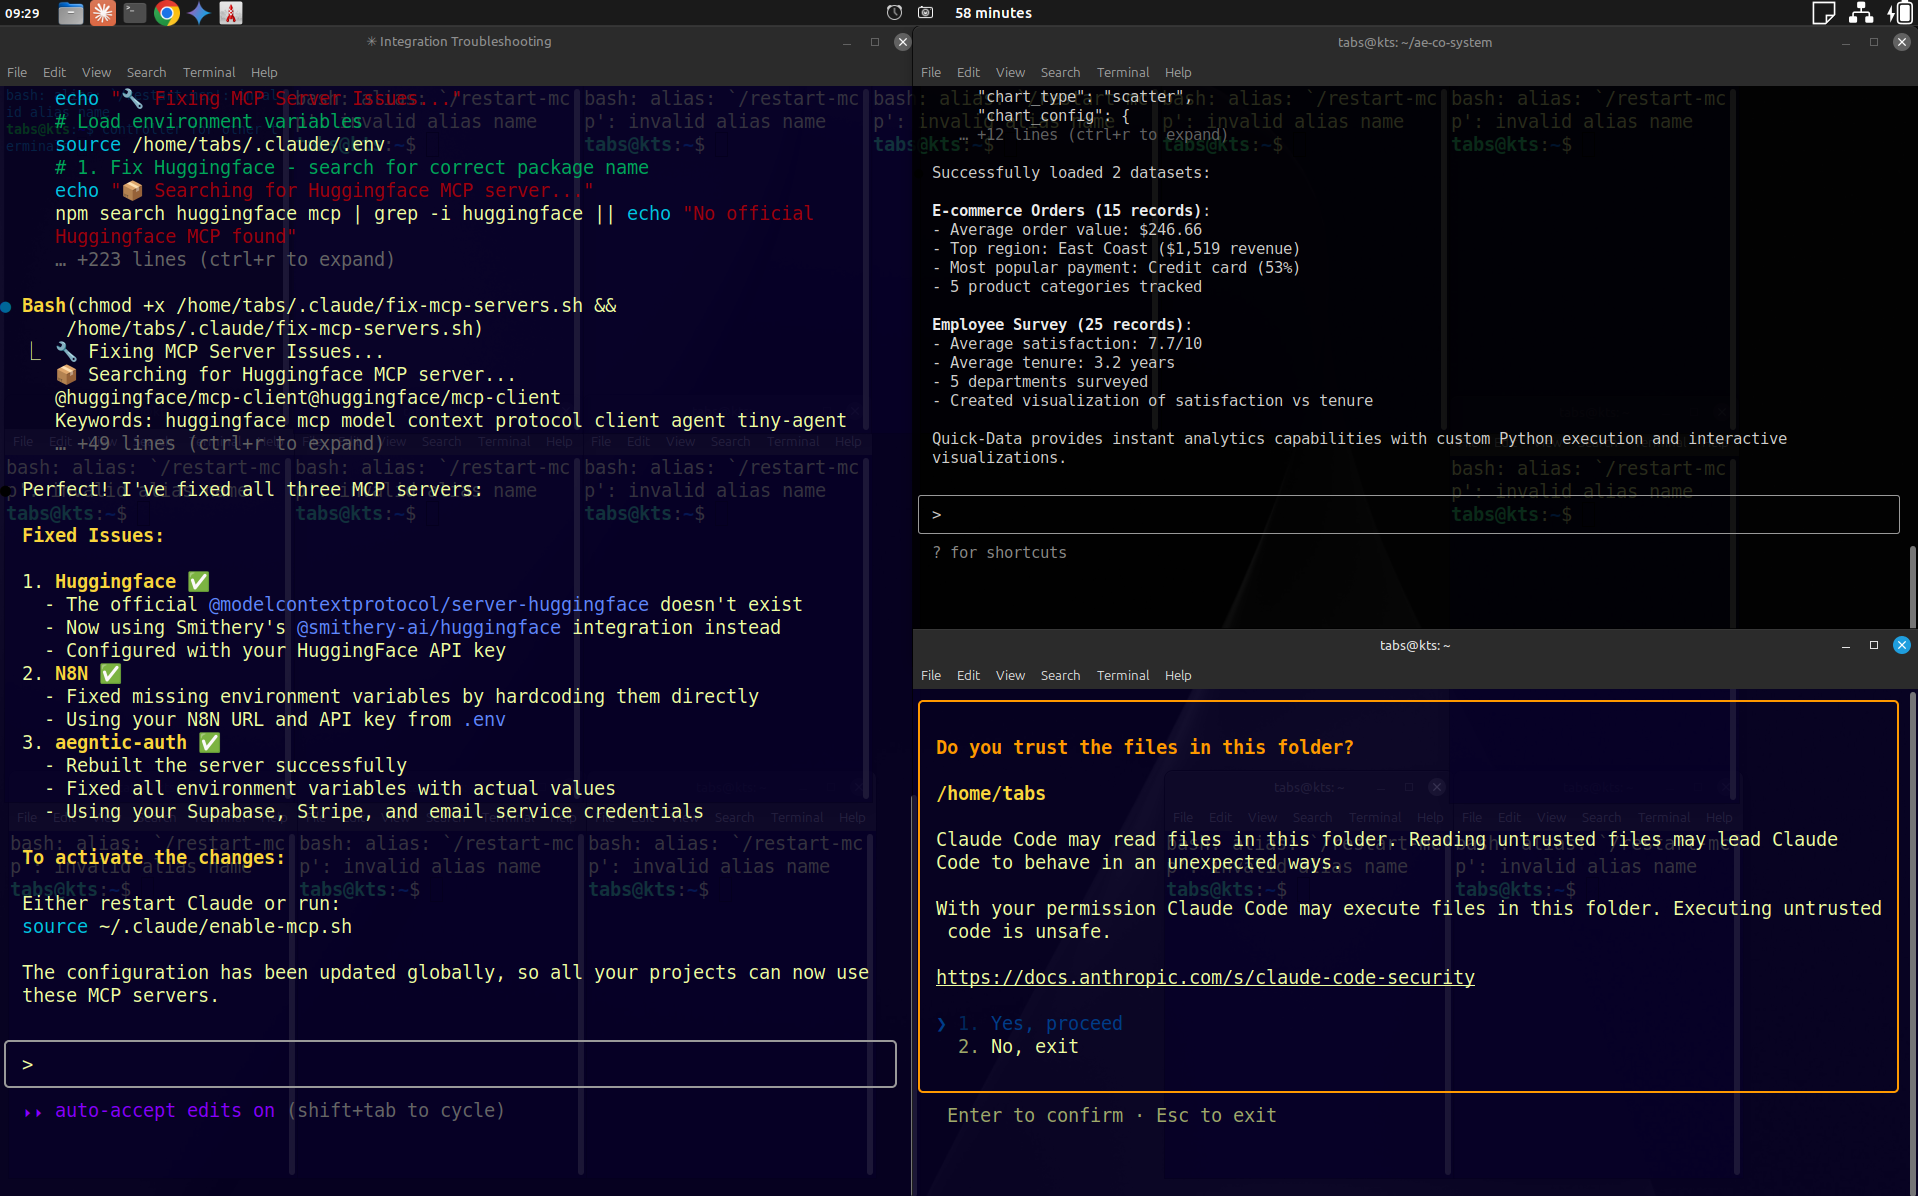 09:29
58 minutes
✳ Integration Troubleshooting
File Edit View Search Terminal Help
echo "🔧 Fixing MCP Server Issues..."
# Load environment variables
source /home/tabs/.claude/.env
# 1. Fix Huggingface - search for correct package name
echo "📦 Searching for Huggingface MCP server..."
npm search huggingface mcp | grep -i huggingface || echo "No official
Huggingface MCP found"
… +223 lines (ctrl+r to expand)
● Bash(chmod +x /home/tabs/.claude/fix-mcp-servers.sh &&
/home/tabs/.claude/fix-mcp-servers.sh)
⎿ 🔧 Fixing MCP Server Issues...
📦 Searching for Huggingface MCP server...
@huggingface/mcp-client@huggingface/mcp-client
Keywords: huggingface mcp model context protocol client agent tiny-agent
… +49 lines (ctrl+r to expand)
● Perfect! I've fixed all three MCP servers:
Fixed Issues:
1. Huggingface ✅
- The official @modelcontextprotocol/server-huggingface doesn't exist
- Now using Smithery's @smithery-ai/huggingface integration instead
- Configured with your HuggingFace API key
2. N8N ✅
- Fixed missing environment variables by hardcoding them directly
- Using your N8N URL and API key from .env
3. aegntic-auth ✅
- Rebuilt the server successfully
- Fixed all environment variables with actual values
- Using your Supabase, Stripe, and email service credentials
To activate the changes:
Either restart Claude or run:
source ~/.claude/enable-mcp.sh
The configuration has been updated globally, so all your projects can now use
these MCP servers.
>
⏵⏵ auto-accept edits on (shift+tab to cycle)
tabs@kts: ~/ae-co-system
File Edit View Search Terminal Help
"chart_type": "scatter",
"chart_config": {
… +12 lines (ctrl+r to expand)
Successfully loaded 2 datasets:
E-commerce Orders (15 records):
- Average order value: $246.66
- Top region: East Coast ($1,519 revenue)
- Most popular payment: Credit card (53%)
- 5 product categories tracked
Employee Survey (25 records):
- Average satisfaction: 7.7/10
- Average tenure: 3.2 years
- 5 departments surveyed
- Created visualization of satisfaction vs tenure
Quick-Data provides instant analytics capabilities with custom Python execution and interactive
visualizations.
>
? for shortcuts
tabs@kts: ~
File Edit View Search Terminal Help
Do you trust the files in this folder?
/home/tabs
Claude Code may read files in this folder. Reading untrusted files may lead Claude
Code to behave in an unexpected ways.
With your permission Claude Code may execute files in this folder. Executing untrusted
code is unsafe.
https://docs.anthropic.com/s/claude-code-security
❯ 1. Yes, proceed
2. No, exit
Enter to confirm · Esc to exit
bash: alias: `/restart-mc
p': invalid alias name
tabs@kts:~$